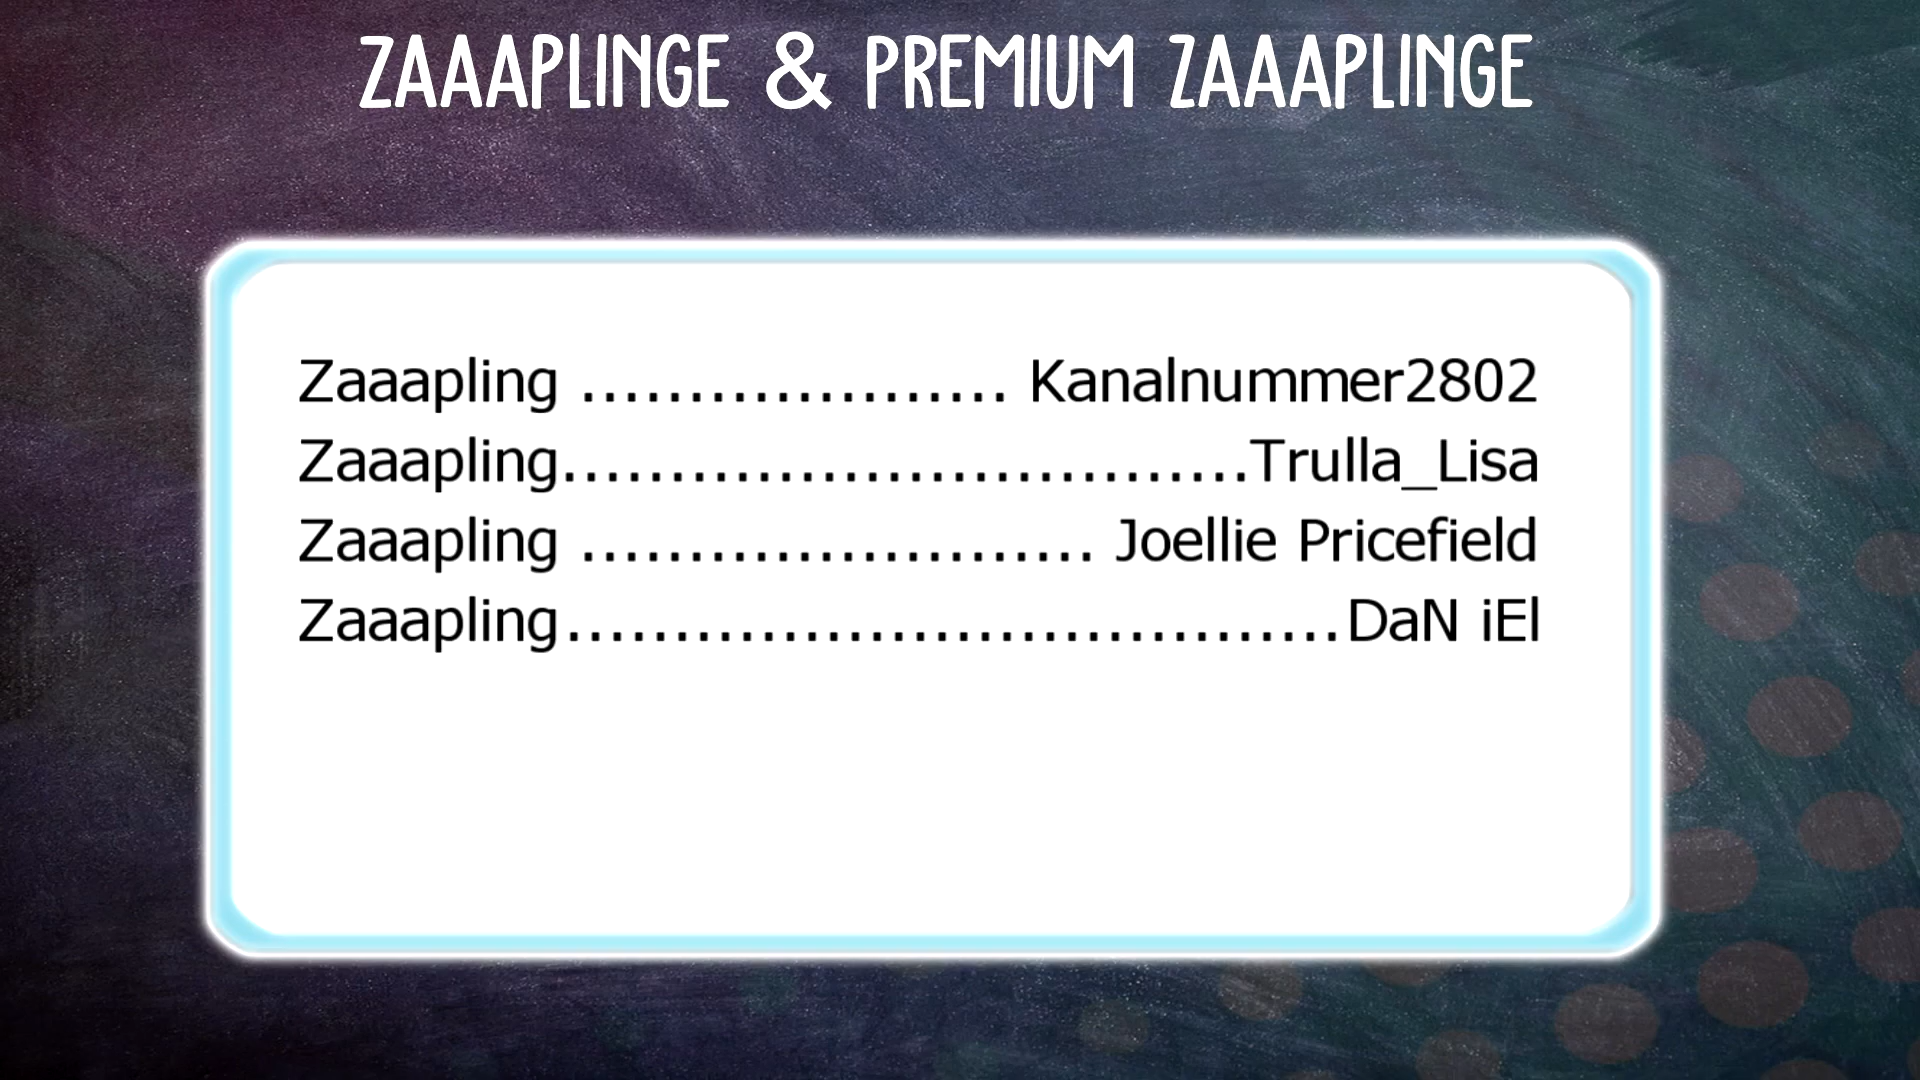 ZAAAPLINGE & PREMIUM ZAAAPLINGE
Zaaapling .................... Kanalnummer2802
Zaaapling................................Trulla_Lisa
Zaaapling ........................ Joellie Pricefield
Zaaapling....................................DaN iEl